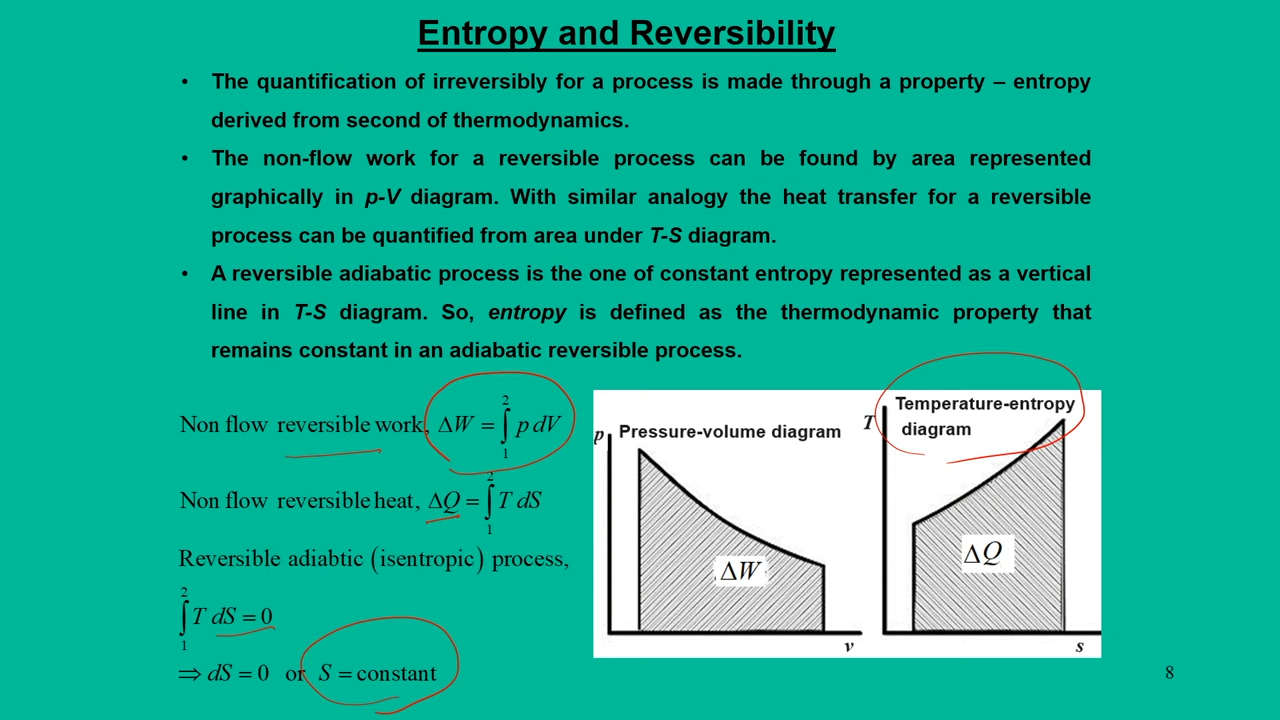 Entropy and Reversibility
• The quantification of irreversibly for a process is made through a property – entropy
derived from second of thermodynamics.
• The non-flow work for a reversible process can be found by area represented
graphically in p-V diagram. With similar analogy the heat transfer for a reversible
process can be quantified from area under T-S diagram.
• A reversible adiabatic process is the one of constant entropy represented as a vertical
line in T-S diagram. So, entropy is defined as the thermodynamic property that
remains constant in an adiabatic reversible process.
Non flow reversible work, ΔW = ∫₁² p dV
Non flow reversible heat, ΔQ = ∫₁² T dS
Reversible adiabtic (isentropic) process,
∫₁² T dS = 0
⇒ dS = 0 or S = constant
p Pressure-volume diagram
ΔW
v
T Temperature-entropy
diagram
ΔQ
s
8